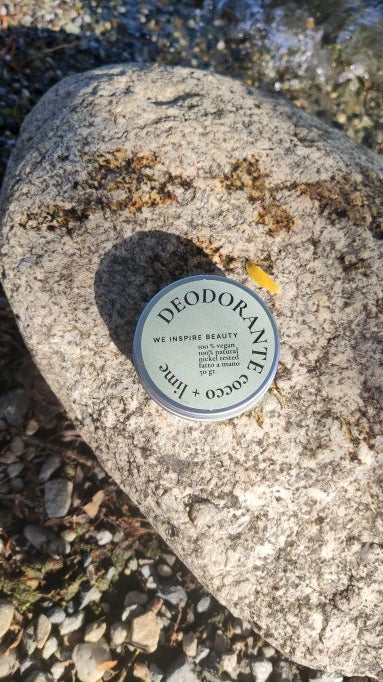 DEODORANTE
WE INSPIRE BEAUTY
100 % vegan
100% natural
nickel tested
fatto a mano
50 gr.
cocco + lime